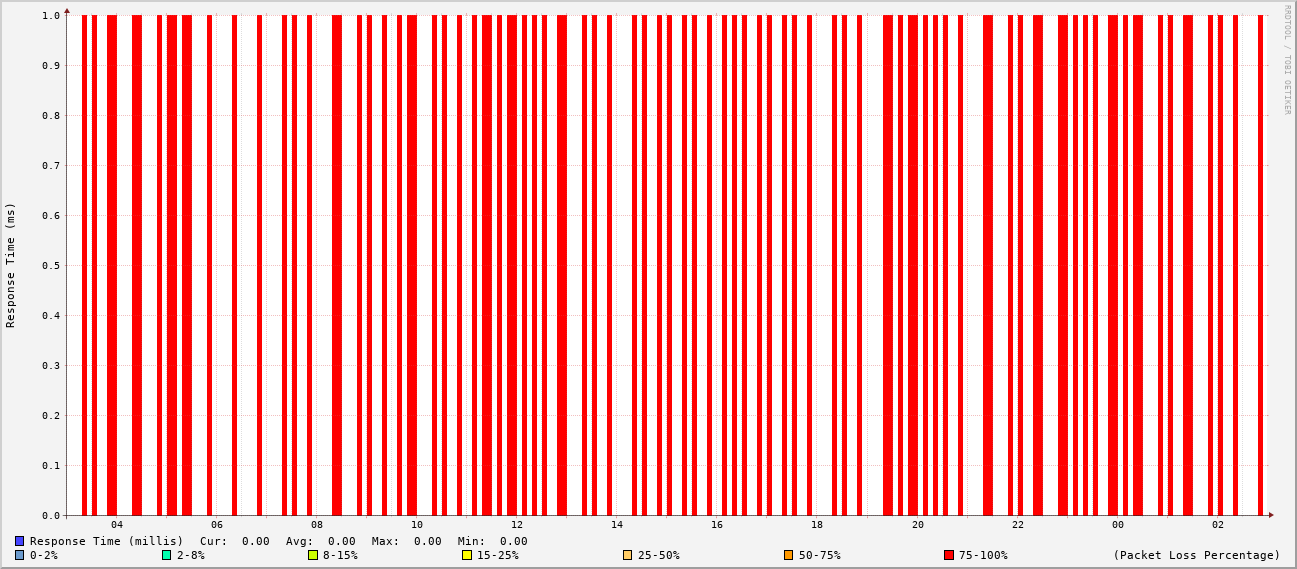 RRDTOOL / TOBI OETIKER
Response Time (ms)
1.0
0.9
0.8
0.7
0.6
0.5
0.4
0.3
0.2
0.1
0.0
04 06 08 10 12 14 16 18 20 22 00 02
Response Time (millis) Cur: 0.00 Avg: 0.00 Max: 0.00 Min: 0.00
0-2% 2-8% 8-15% 15-25% 25-50% 50-75% 75-100% (Packet Loss Percentage)